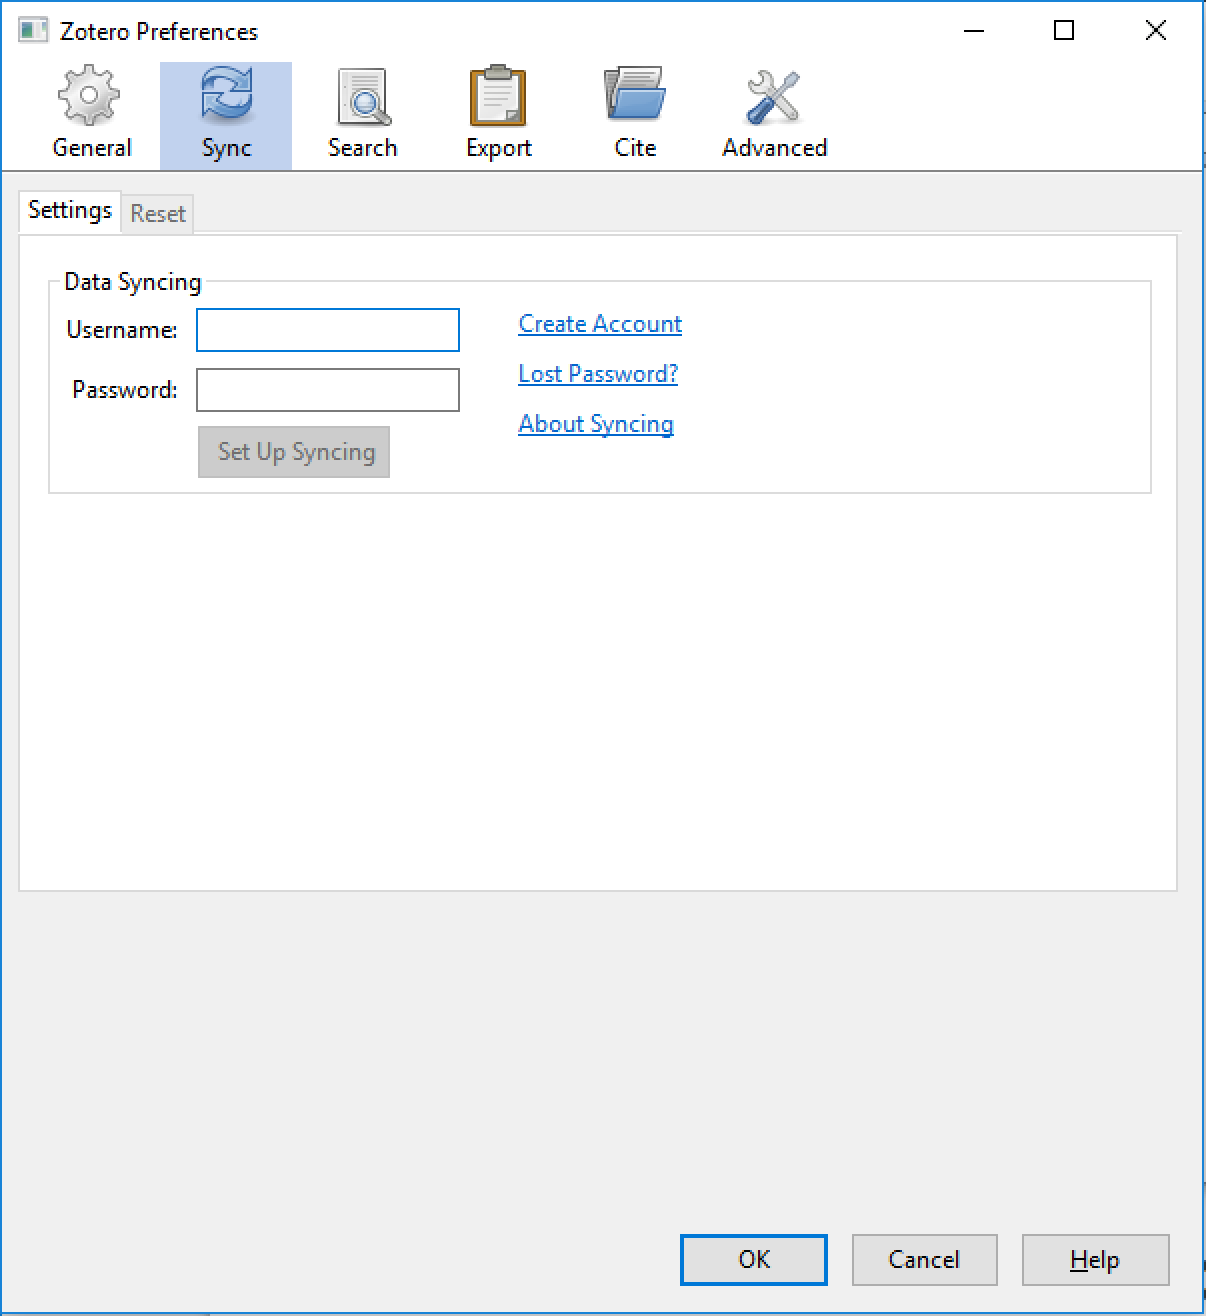 Zotero Preferences
General Sync Search Export Cite Advanced
Settings Reset
Data Syncing
Username: Create Account
Lost Password?
Password:
About Syncing
Set Up Syncing
OK Cancel Help